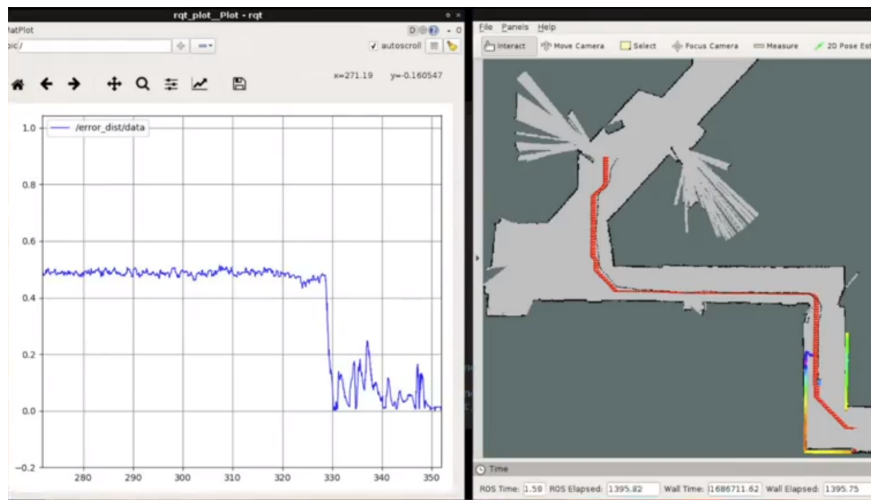 rqt_plot__Plot - rqt
MatPlot
autoscroll
x=271.19 y=-0.160547
/error_dist/data
1.0
0.8
0.6
0.4
0.2
0.0
−0.2
280 290 300 310 320 330 340 350
File Panels Help
Interact Move Camera Select Focus Camera Measure 2D Pose Est
Time
ROS Time: 1.59 ROS Elapsed: 1395.82 Wall Time: 1686711.62 Wall Elapsed: 1395.75